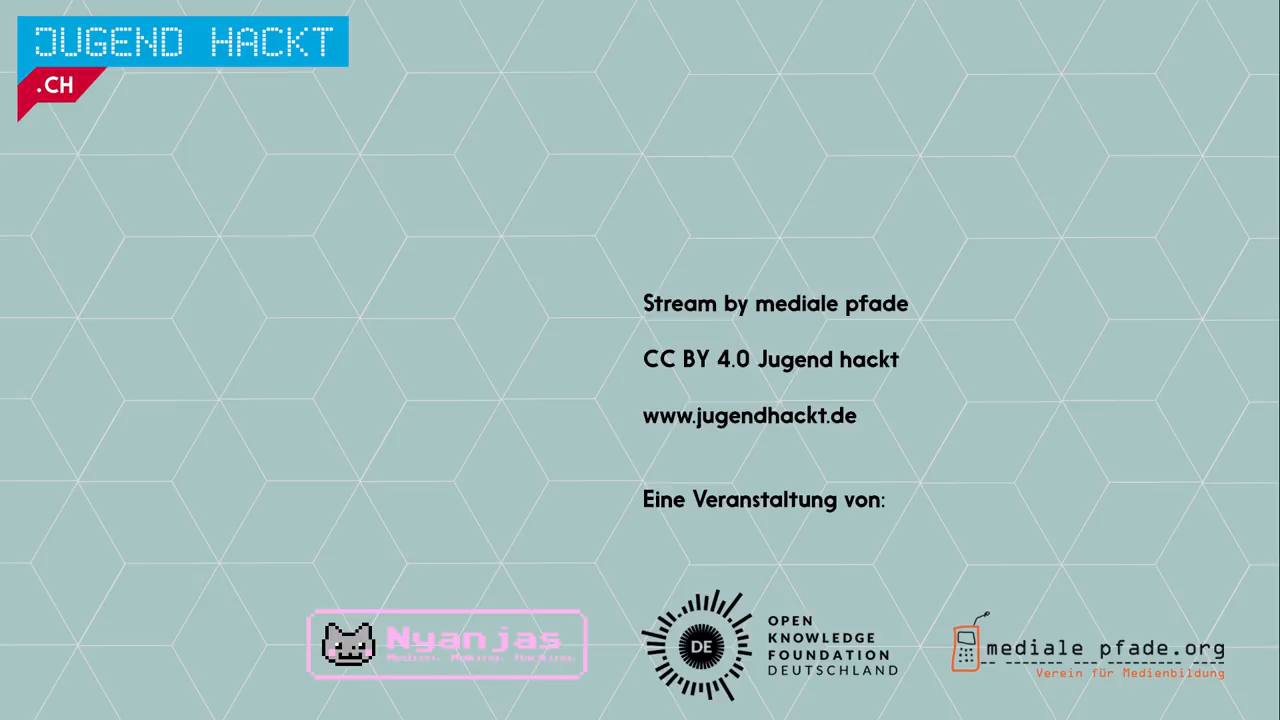 JUGEND HACKT
.CH
Stream by mediale pfade
CC BY 4.0 Jugend hackt
www.jugendhackt.de
Eine Veranstaltung von:
Nyanjas
DE
OPEN
KNOWLEDGE
FOUNDATION
DEUTSCHLAND
mediale pfade.org
Verein für Medienbildung